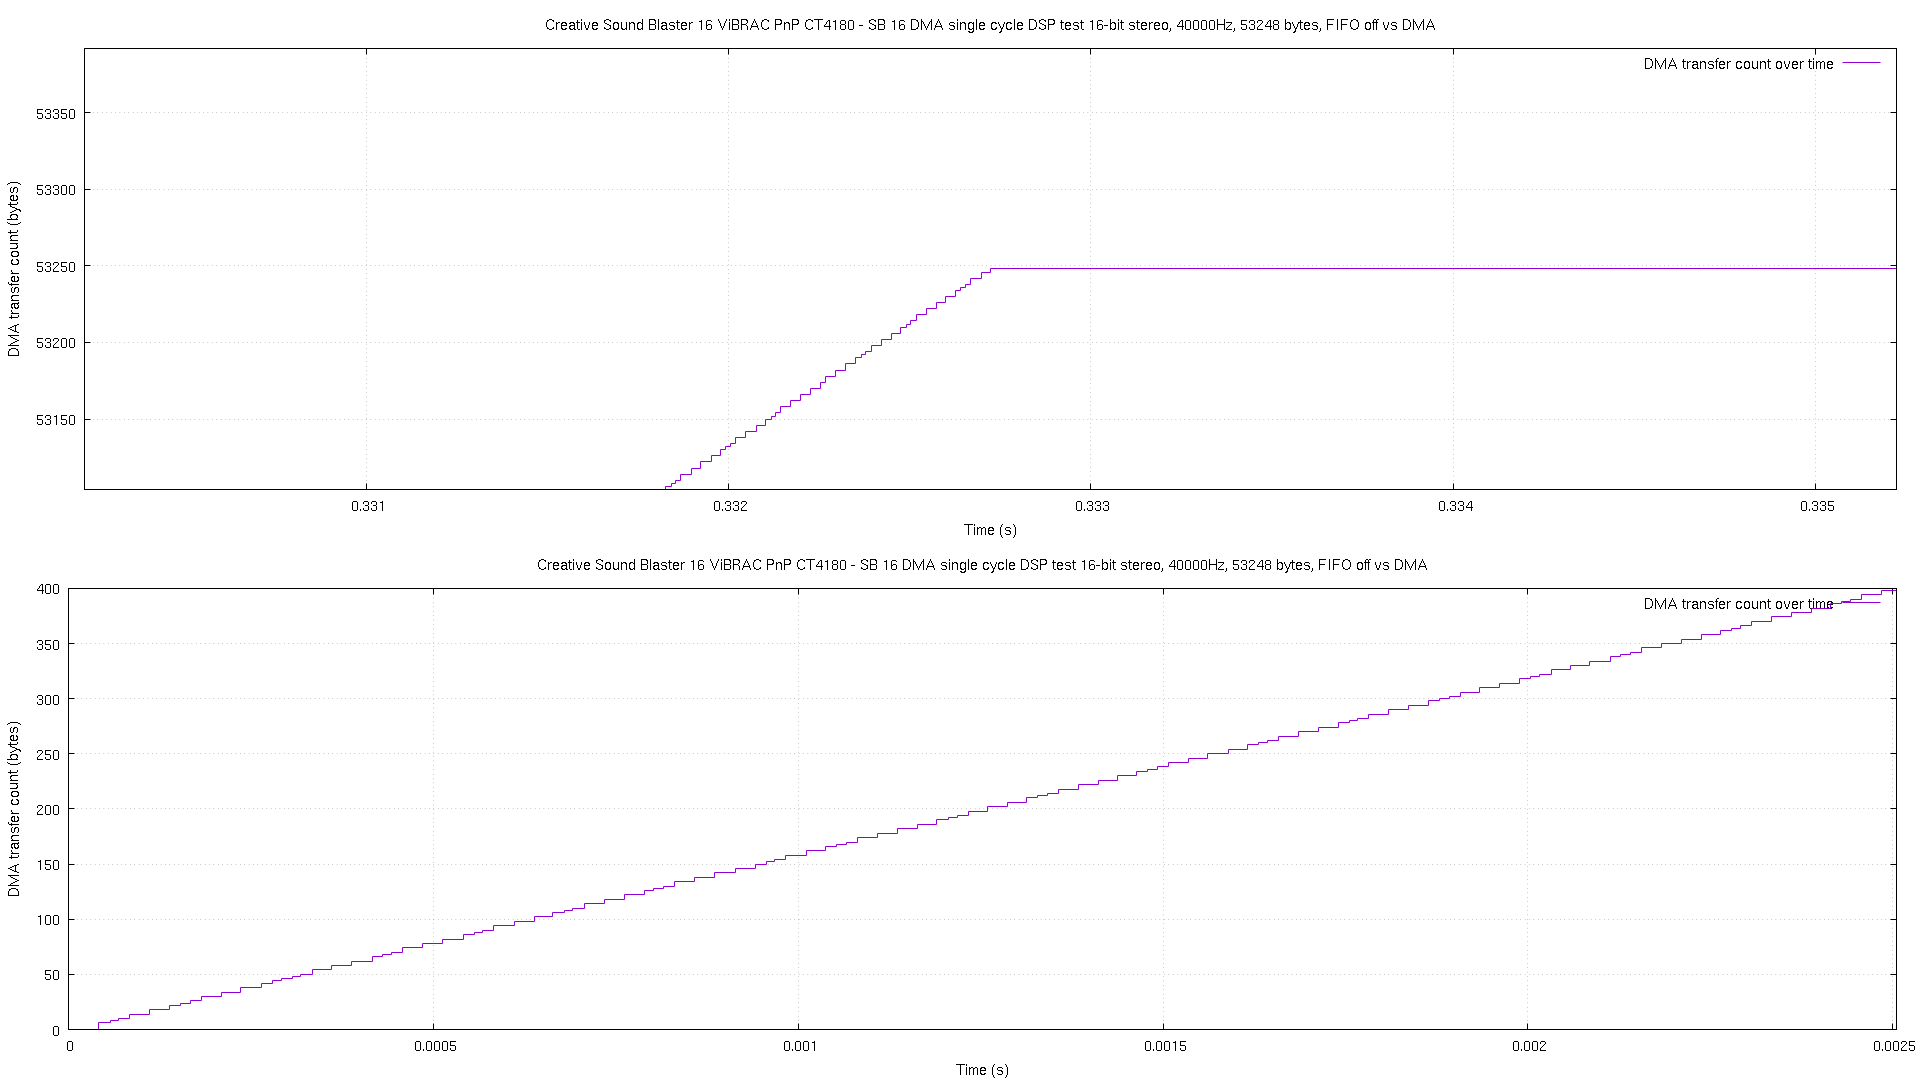 Creative Sound Blaster 16 ViBRAC PnP CT4180 - SB 16 DMA single cycle DSP test 16-bit stereo, 40000Hz, 53248 bytes, FIFO off vs DMA
DMA transfer count over time
53350
53300
53250
53200
53150
DMA transfer count (bytes)
0.331 0.332 0.333 0.334 0.335
Time (s)
Creative Sound Blaster 16 ViBRAC PnP CT4180 - SB 16 DMA single cycle DSP test 16-bit stereo, 40000Hz, 53248 bytes, FIFO off vs DMA
DMA transfer count over time
400
350
300
250
200
150
100
50
0
DMA transfer count (bytes)
0 0.0005 0.001 0.0015 0.002 0.0025
Time (s)